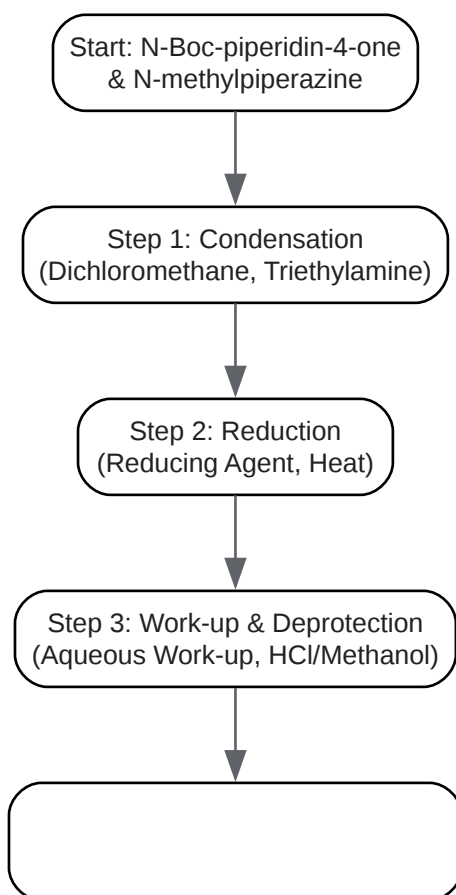 Start: N-Boc-piperidin-4-one
& N-methylpiperazine
Step 1: Condensation
(Dichloromethane, Triethylamine)
Step 2: Reduction
(Reducing Agent, Heat)
Step 3: Work-up & Deprotection
(Aqueous Work-up, HCl/Methanol)